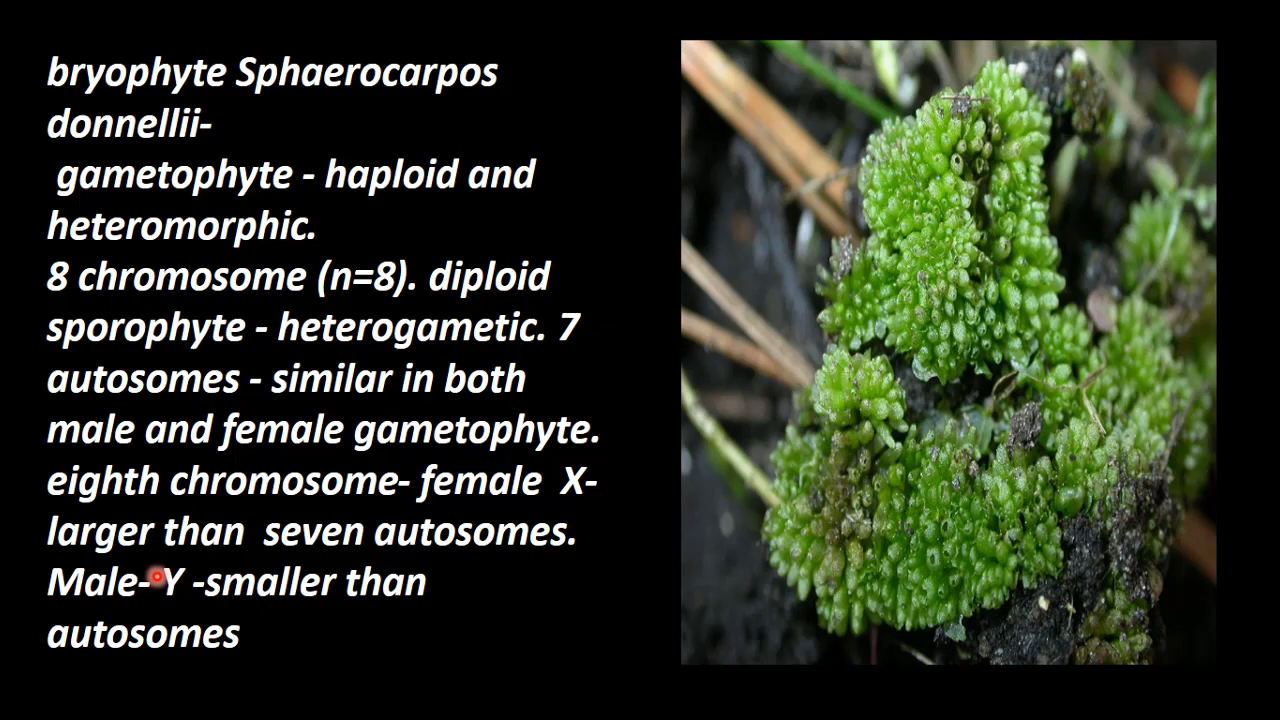 bryophyte Sphaerocarpos
donnellii-
gametophyte - haploid and
heteromorphic.
8 chromosome (n=8). diploid
sporophyte - heterogametic. 7
autosomes - similar in both
male and female gametophyte.
eighth chromosome- female  X-
larger than  seven autosomes.
Male- Y -smaller than
autosomes